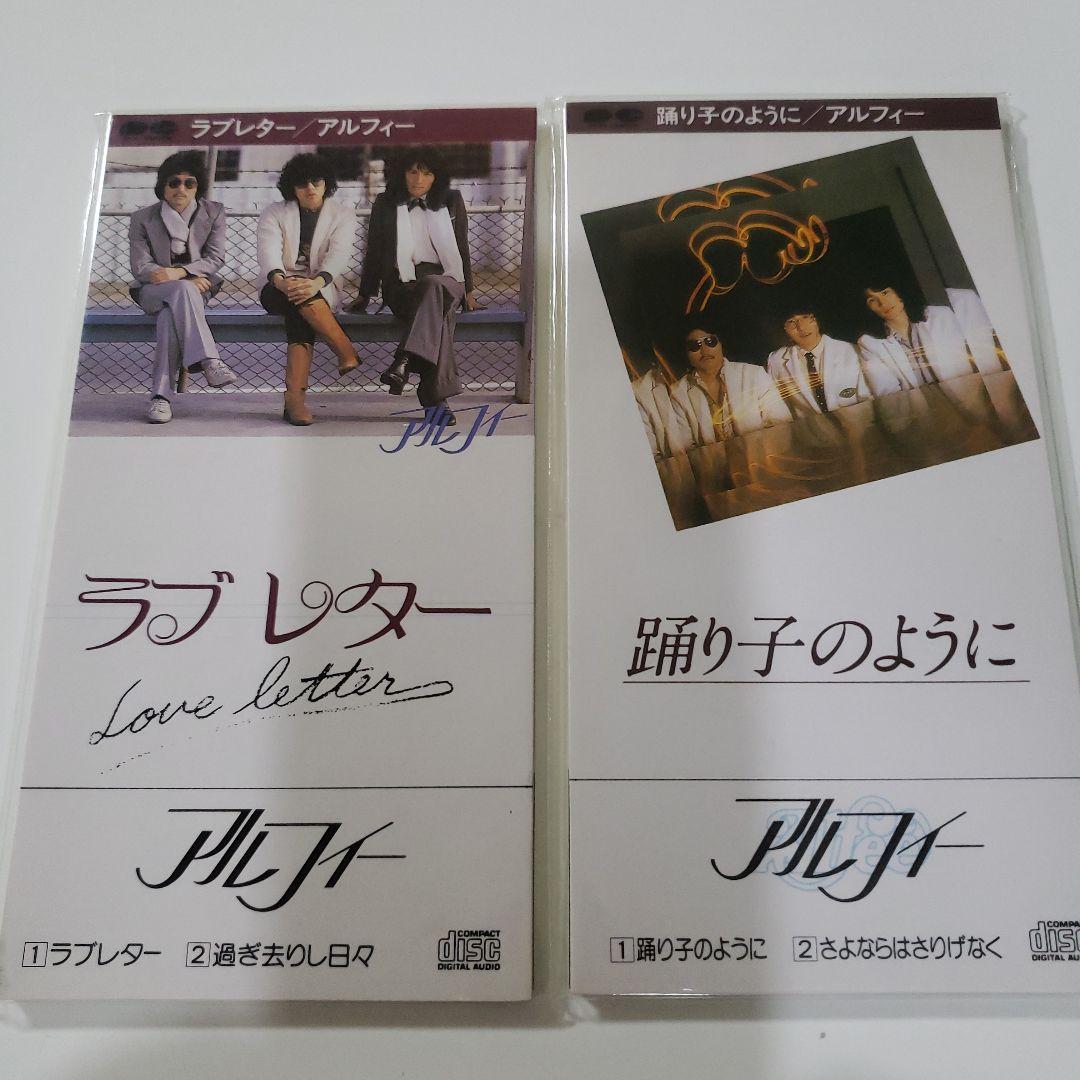 ラブレター／アルフィー
アルフィー
ラブレター
Love letter
アルフィー
1 ラブレター 2 過ぎ去りし日々
COMPACT
disc
DIGITAL AUDIO
踊り子のように／アルフィー
踊り子のように
アルフィー
1 踊り子のように 2 さよならはさりげなく
COMPACT
disc
DIGITAL AUDIO